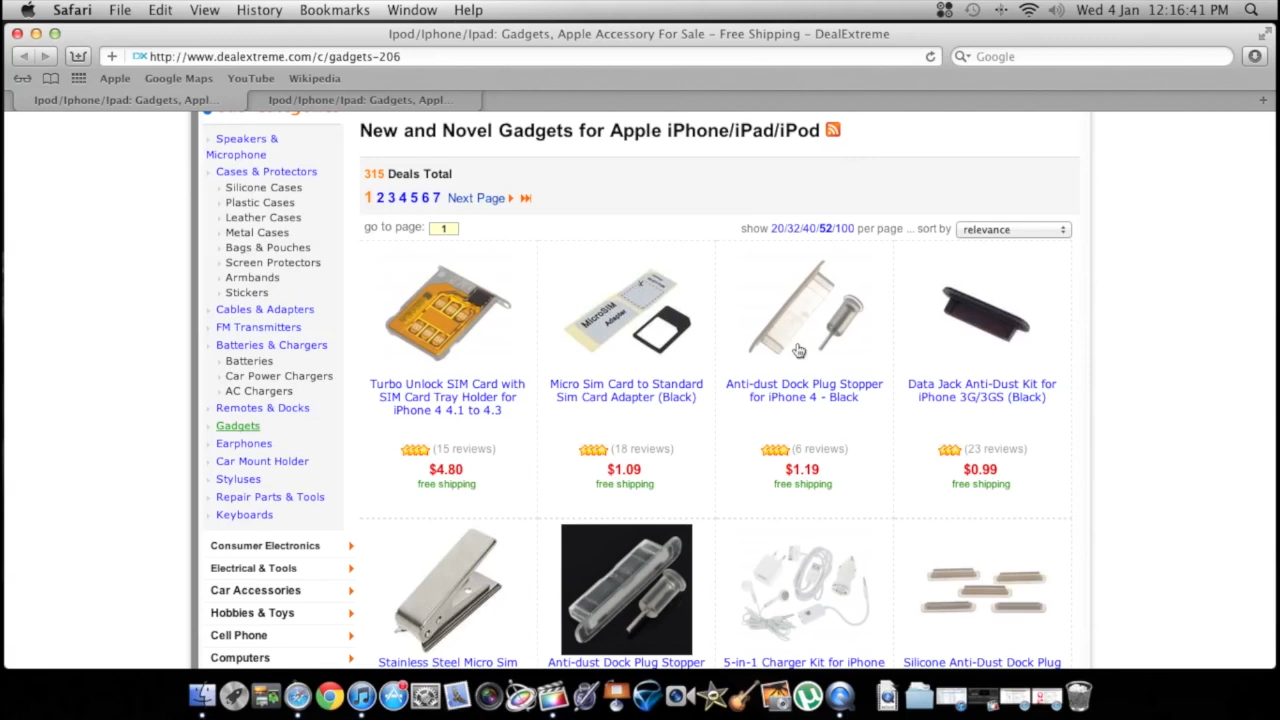 Safari File Edit View History Bookmarks Window Help Wed 4 Jan 12:16:41 PM
Ipod/Iphone/Ipad: Gadgets, Apple Accessory For Sale – Free Shipping – DealExtreme
DX http://www.dealextreme.com/c/gadgets-206
Google
Apple Google Maps YouTube Wikipedia
Ipod/Iphone/Ipad: Gadgets, Appl... Ipod/Iphone/Ipad: Gadgets, Appl...
Speakers &
Microphone
Cases & Protectors
Silicone Cases
Plastic Cases
Leather Cases
Metal Cases
Bags & Pouches
Screen Protectors
Armbands
Stickers
Cables & Adapters
FM Transmitters
Batteries & Chargers
Batteries
Car Power Chargers
AC Chargers
Remotes & Docks
Gadgets
Earphones
Car Mount Holder
Styluses
Repair Parts & Tools
Keyboards
Consumer Electronics
Electrical & Tools
Car Accessories
Hobbies & Toys
Cell Phone
Computers
New and Novel Gadgets for Apple iPhone/iPad/iPod
315 Deals Total
1 2 3 4 5 6 7 Next Page
go to page: 1
show 20/32/40/52/100 per page ... sort by relevance
MicroSIM
Adapter
Turbo Unlock SIM Card with
SIM Card Tray Holder for
iPhone 4 4.1 to 4.3
(15 reviews)
$4.80
free shipping
Micro Sim Card to Standard
Sim Card Adapter (Black)
(18 reviews)
$1.09
free shipping
Anti-dust Dock Plug Stopper
for iPhone 4 - Black
(6 reviews)
$1.19
free shipping
Data Jack Anti-Dust Kit for
iPhone 3G/3GS (Black)
(23 reviews)
$0.99
free shipping
Stainless Steel Micro Sim
Anti-dust Dock Plug Stopper
5-in-1 Charger Kit for iPhone
Silicone Anti-Dust Dock Plug